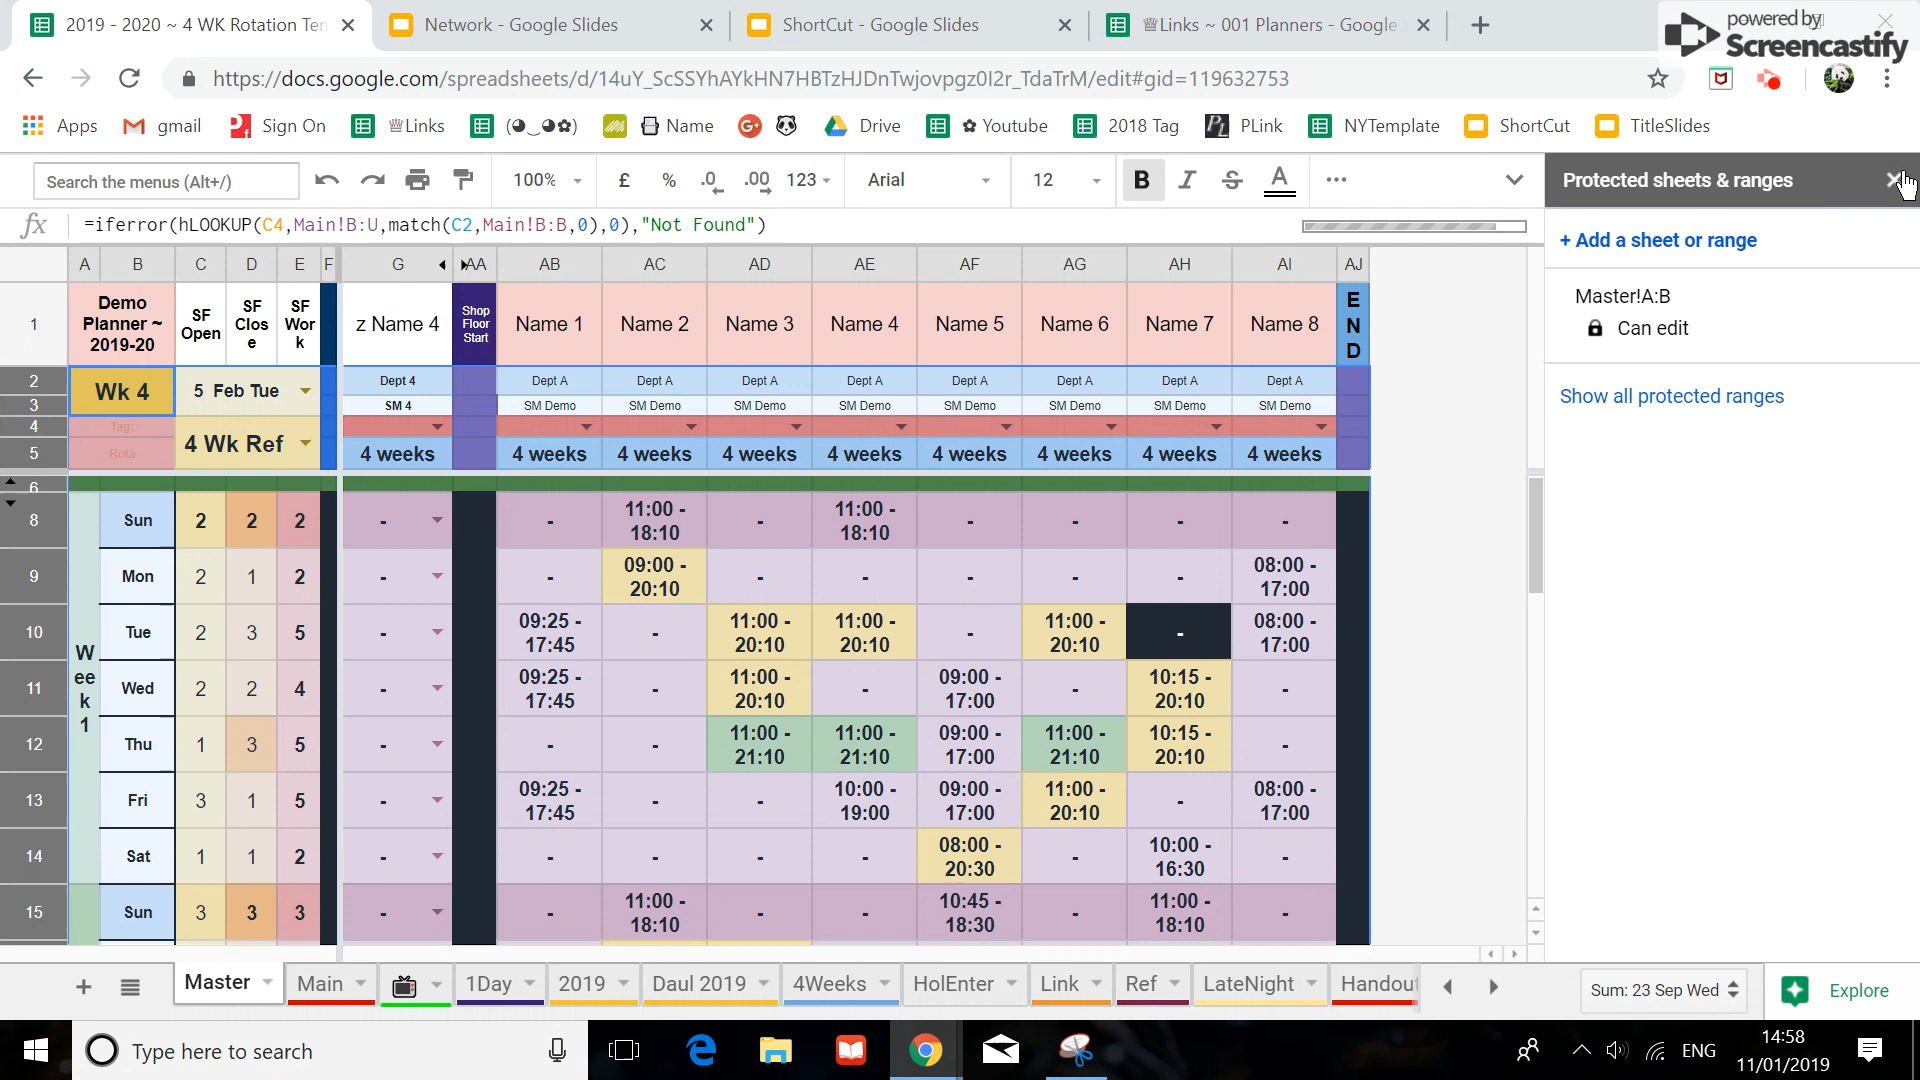 2019 - 2020 ~ 4 WK Rotation Ten
Network - Google Slides
ShortCut - Google Slides
♕Links ~ 001 Planners - Google
powered by
Screencastify
https://docs.google.com/spreadsheets/d/14uY_ScSSYhAYkHN7HBTzHJDnTwjovpgz0I2r_TdaTrM/edit#gid=119632753
Apps gmail Sign On ♕Links (◕‿◕✿) Name Drive ✿ Youtube 2018 Tag PLink NYTemplate ShortCut TitleSlides
Search the menus (Alt+/) 100% £ % .0 .00 123 Arial 12 B I S A
Protected sheets & ranges
fx =iferror(hLOOKUP(C4,Main!B:U,match(C2,Main!B:B,0),0),"Not Found")
+ Add a sheet or range
Master!A:B
Can edit
Show all protected ranges
A B C D E F G AA AB AC AD AE AF AG AH AI AJ
1 Demo Planner ~ 2019-20 SF Open SF Close SF Work z Name 4 Shop Floor Start Name 1 Name 2 Name 3 Name 4 Name 5 Name 6 Name 7 Name 8 END
2 Wk 4 5 Feb Tue Dept 4 Dept A Dept A Dept A Dept A Dept A Dept A Dept A Dept A
3 SM 4 SM Demo SM Demo SM Demo SM Demo SM Demo SM Demo SM Demo SM Demo
4 Tag: 4 Wk Ref
5 Rota 4 weeks 4 weeks 4 weeks 4 weeks 4 weeks 4 weeks 4 weeks 4 weeks 4 weeks
6
Week 1
8 Sun 2 2 2 - - 11:00 - 18:10 - 11:00 - 18:10 - - - -
9 Mon 2 1 2 - - 09:00 - 20:10 - - - - - 08:00 - 17:00
10 Tue 2 3 5 - 09:25 - 17:45 - 11:00 - 20:10 11:00 - 20:10 - 11:00 - 20:10 - 08:00 - 17:00
11 Wed 2 2 4 - 09:25 - 17:45 - 11:00 - 20:10 - 09:00 - 17:00 - 10:15 - 20:10 -
12 Thu 1 3 5 - - - 11:00 - 21:10 11:00 - 21:10 09:00 - 17:00 11:00 - 21:10 10:15 - 20:10 -
13 Fri 3 1 5 - 09:25 - 17:45 - - 10:00 - 19:00 09:00 - 17:00 11:00 - 20:10 - 08:00 - 17:00
14 Sat 1 1 2 - - - - - 08:00 - 20:30 - 10:00 - 16:30 -
15 Sun 3 3 3 - - 11:00 - 18:10 - - 10:45 - 18:30 - 11:00 - 18:10 -
Master Main 1Day 2019 Daul 2019 4Weeks HolEnter Link Ref LateNight Handout
Sum: 23 Sep Wed
Explore
Type here to search
ENG
14:58
11/01/2019